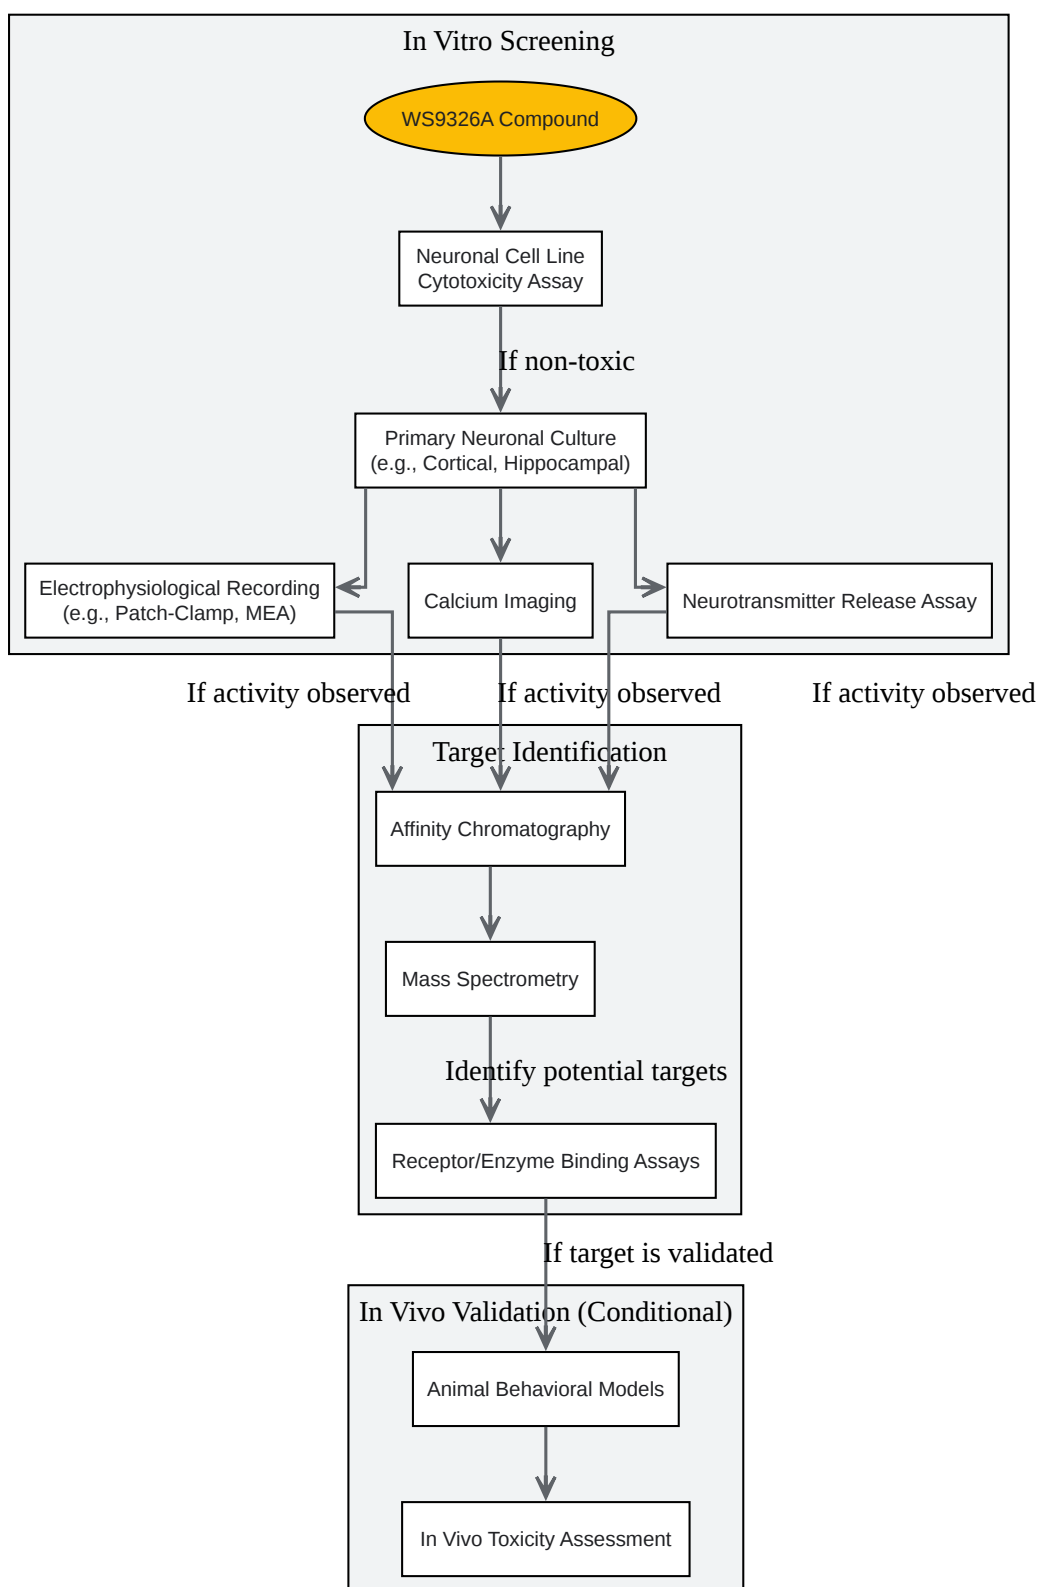 In Vitro Screening
WS9326A Compound
Neuronal Cell Line
Cytotoxicity Assay
If non-toxic
Primary Neuronal Culture
(e.g., Cortical, Hippocampal)
Electrophysiological Recording
(e.g., Patch-Clamp, MEA)
Calcium Imaging
Neurotransmitter Release Assay
If activity observed
If activity observed
If activity observed
Target Identification
Affinity Chromatography
Mass Spectrometry
Identify potential targets
Receptor/Enzyme Binding Assays
If target is validated
In Vivo Validation (Conditional)
Animal Behavioral Models
In Vivo Toxicity Assessment